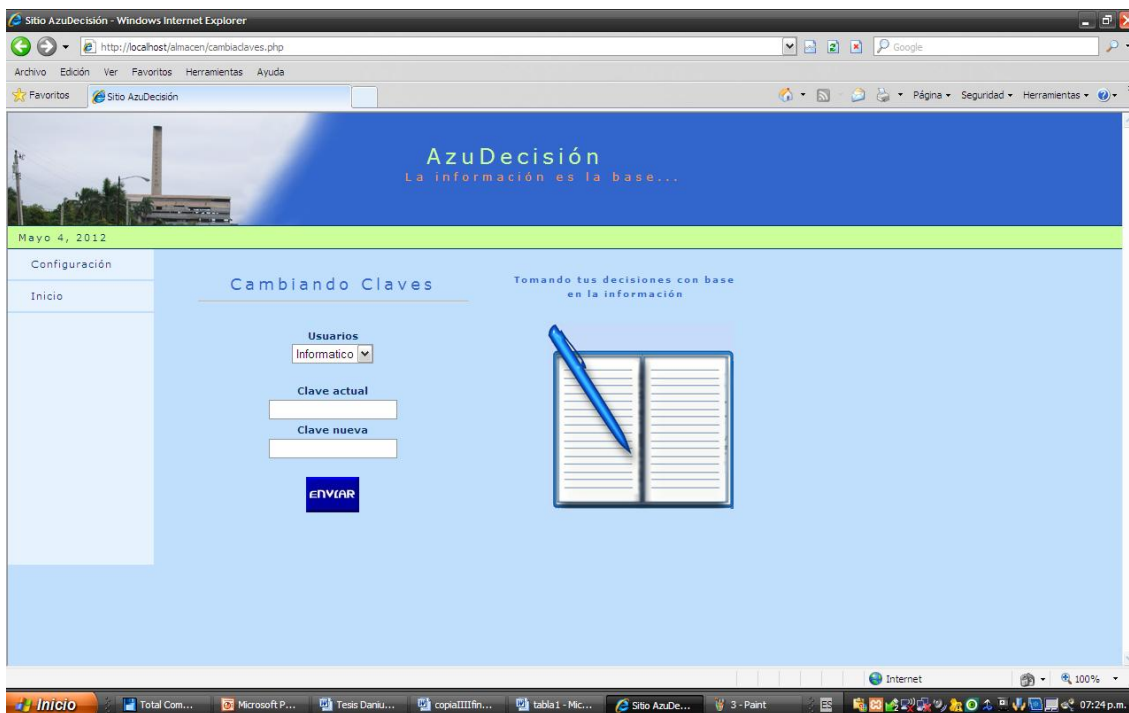 Sitio AzuDecisión - Windows Internet Explorer
http://localhost/almacen/cambiaclaves.php
Google
Archivo Edición Ver Favoritos Herramientas Ayuda
Favoritos Sitio AzuDecisión Página Seguridad Herramientas
AzuDecisión
La información es la base...
Mayo 4, 2012
Configuración
Inicio
Cambiando Claves
Usuarios
Informatico
Clave actual
Clave nueva
ENVIAR
Tomando tus decisiones con base
en la información
Internet 100%
Inicio Total Com... Microsoft P... Tesis Daniu... copiaIIIfin... tabla1 - Mic... Sitio AzuDe... 3 - Paint ES 07:24 p.m.